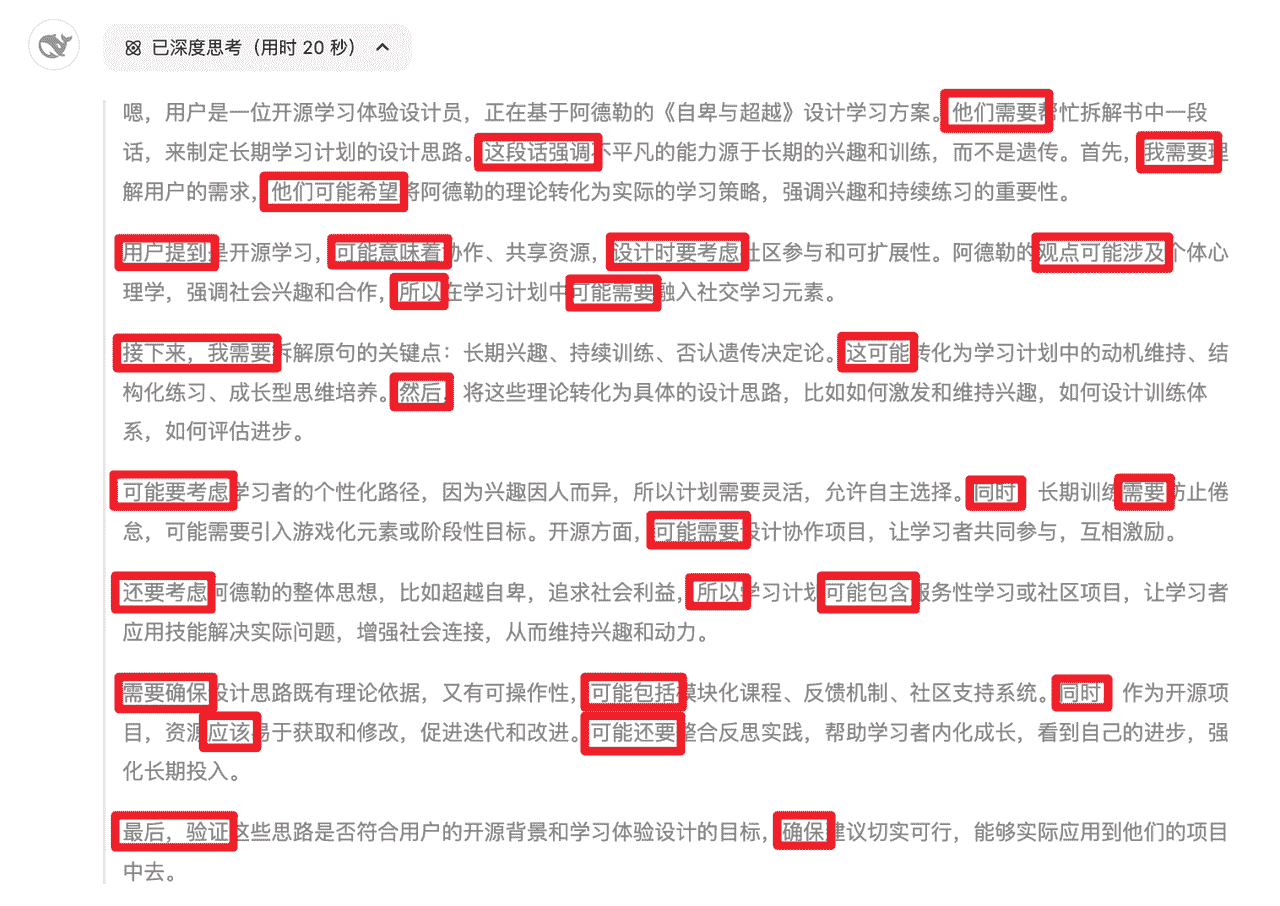 已深度思考（用时 20 秒）
嗯，用户是一位开源学习体验设计员，正在基于阿德勒的《自卑与超越》设计学习方案。他们需要帮忙拆解书中一段
话，来制定长期学习计划的设计思路。这段话强调不平凡的能力源于长期的兴趣和训练，而不是遗传。首先，我需要理
解用户的需求，他们可能希望将阿德勒的理论转化为实际的学习策略，强调兴趣和持续练习的重要性。
用户提到是开源学习，可能意味着协作、共享资源，设计时要考虑社区参与和可扩展性。阿德勒的观点可能涉及个体心
理学，强调社会兴趣和合作，所以在学习计划中可能需要融入社交学习元素。
接下来，我需要拆解原句的关键点：长期兴趣、持续训练、否认遗传决定论。这可能转化为学习计划中的动机维持、结
构化练习、成长型思维培养。然后，将这些理论转化为具体的设计思路，比如如何激发和维持兴趣，如何设计训练体
系，如何评估进步。
可能要考虑学习者的个性化路径，因为兴趣因人而异，所以计划需要灵活，允许自主选择。同时，长期训练需要防止倦
怠，可能需要引入游戏化元素或阶段性目标。开源方面，可能需要设计协作项目，让学习者共同参与，互相激励。
还要考虑阿德勒的整体思想，比如超越自卑，追求社会利益，所以学习计划可能包含服务性学习或社区项目，让学习者
应用技能解决实际问题，增强社会连接，从而维持兴趣和动力。
需要确保设计思路既有理论依据，又有可操作性，可能包括模块化课程、反馈机制、社区支持系统。同时，作为开源项
目，资源应该易于获取和修改，促进迭代和改进。可能还要整合反思实践，帮助学习者内化成长，看到自己的进步，强
化长期投入。
最后，验证这些思路是否符合用户的开源背景和学习体验设计的目标，确保建议切实可行，能够实际应用到他们的项目
中去。